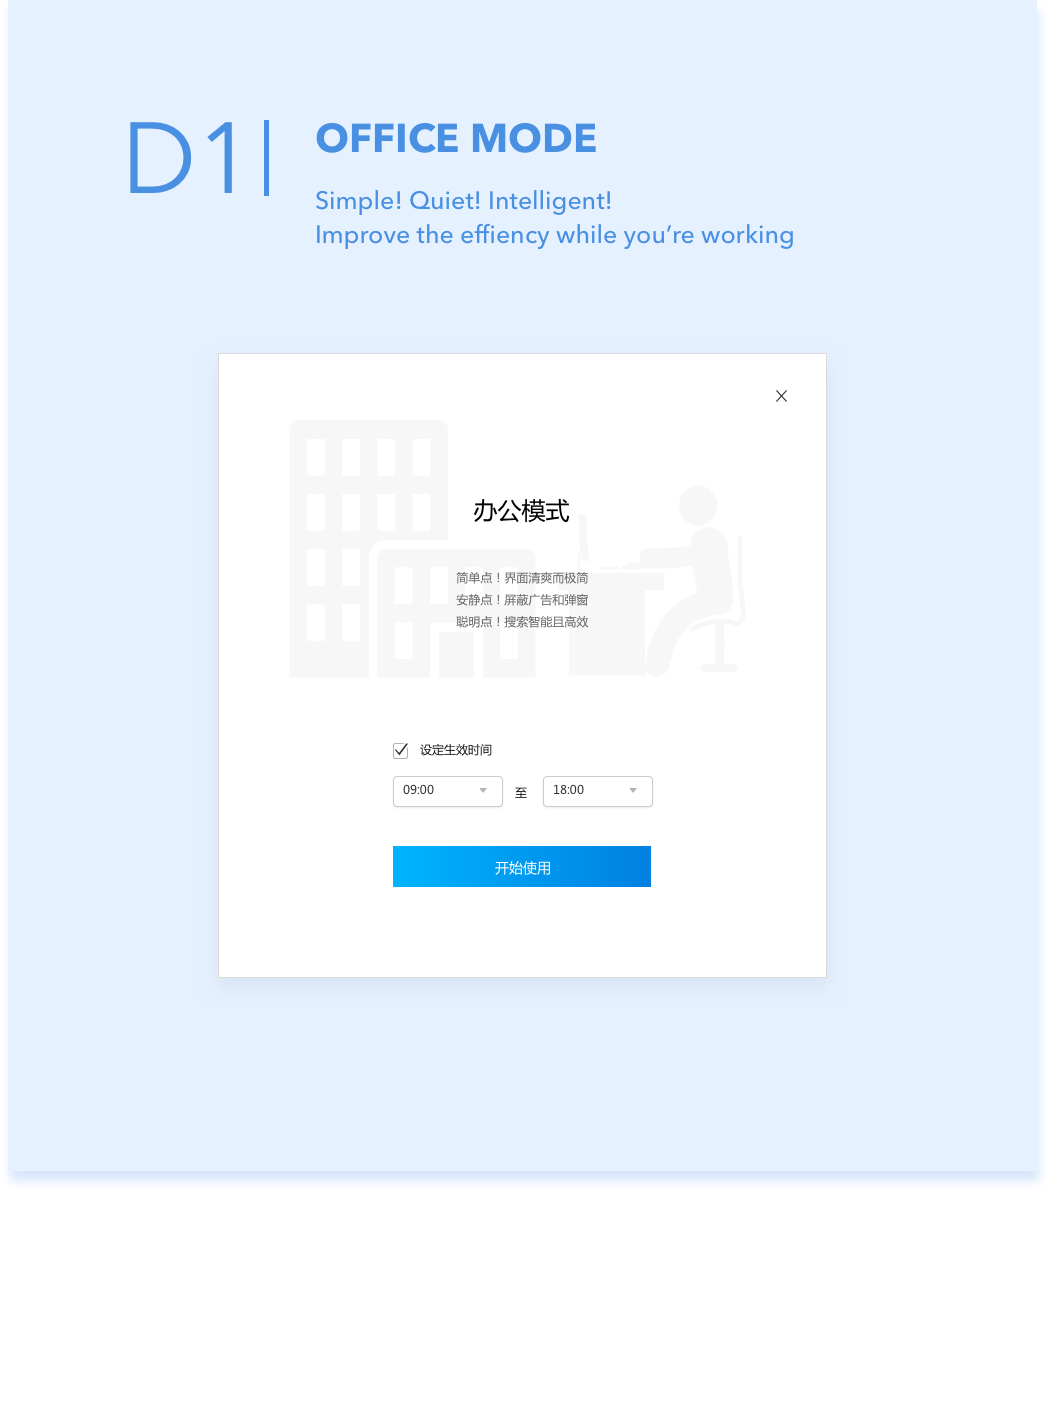 D1
OFFICE MODE
Simple! Quiet! Intelligent!
Improve the effiency while you’re working
办公模式
简单点！界面清爽而极简
安静点！屏蔽广告和弹窗
聪明点！搜索智能且高效
设定生效时间
09:00 至 18:00
开始使用